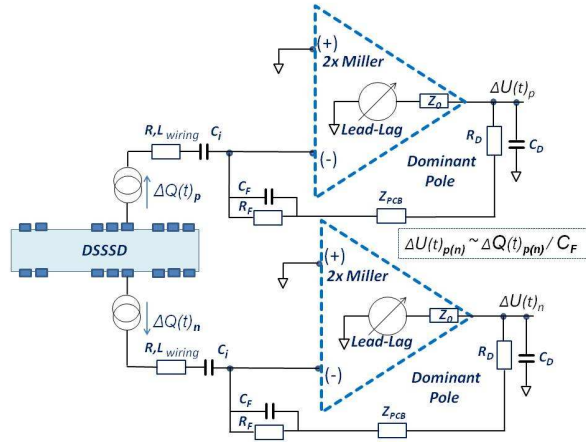 (+)
2x Miller
Z0
ΔU(t)p
Lead-Lag
RD
CD
R,L wiring
Ci
(-)
Dominant
Pole
CF
RF
ZPCB
ΔQ(t)p
DSSSD
ΔU(t)p(n) ~ ΔQ(t)p(n) / CF
(+)
2x Miller
ΔQ(t)n
Z0
ΔU(t)n
Lead-Lag
RD
CD
R,L wiring
Ci
(-)
Dominant
Pole
CF
RF
ZPCB